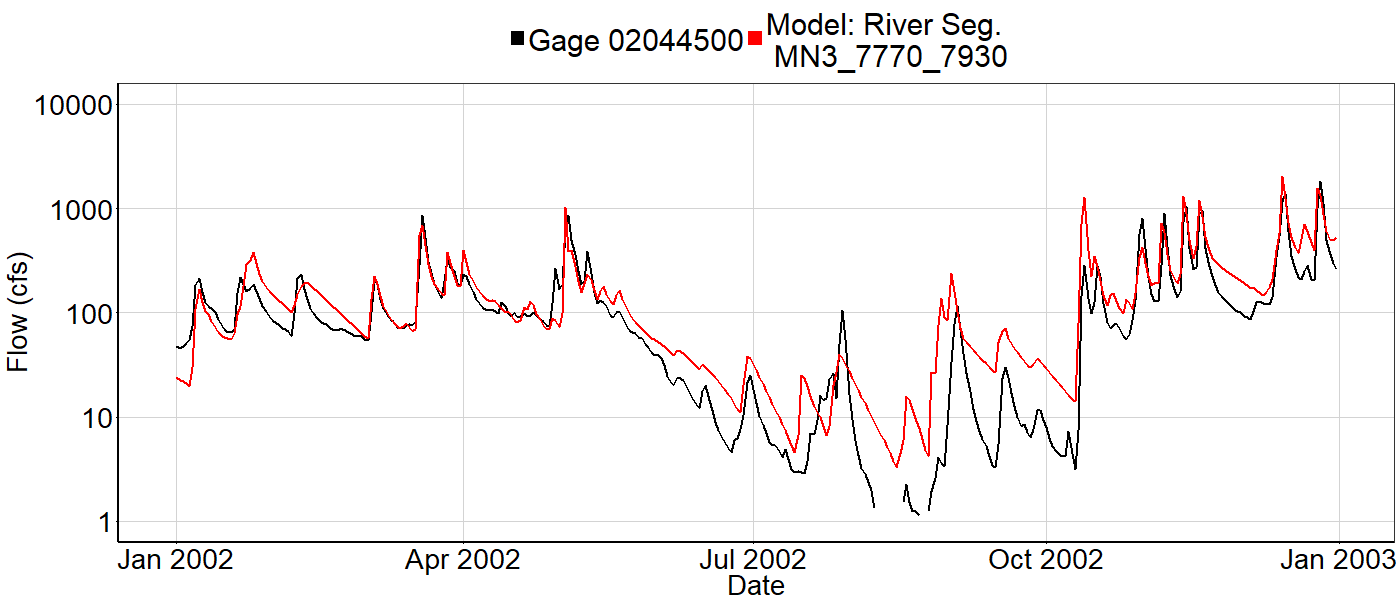 Gage 02044500
Model: River Seg.
MN3_7770_7930
Flow (cfs)
10000
1000
100
10
1
Jan 2002
Apr 2002
Jul 2002
Oct 2002
Jan 2003
Date